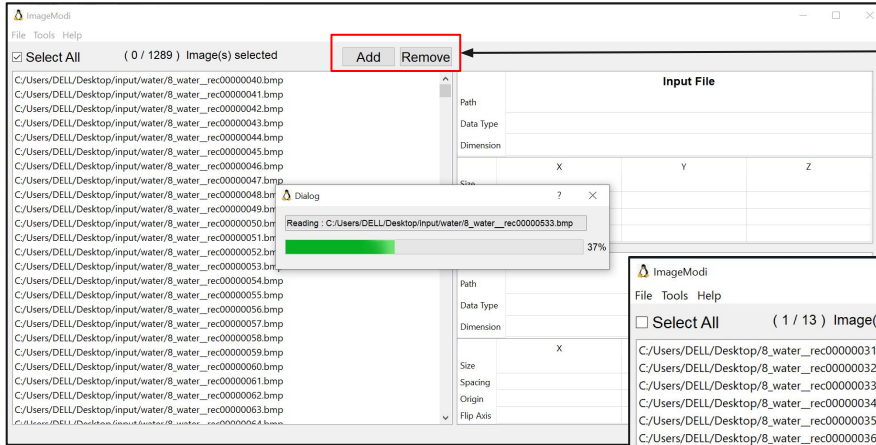 ImageModi
File Tools Help
Select All ( 0 / 1289 ) Image(s) selected Add Remove
C:/Users/DELL/Desktop/input/water/8_water__rec00000040.bmp
C:/Users/DELL/Desktop/input/water/8_water__rec00000041.bmp
C:/Users/DELL/Desktop/input/water/8_water__rec00000042.bmp
C:/Users/DELL/Desktop/input/water/8_water__rec00000043.bmp
C:/Users/DELL/Desktop/input/water/8_water__rec00000044.bmp
C:/Users/DELL/Desktop/input/water/8_water__rec00000045.bmp
C:/Users/DELL/Desktop/input/water/8_water__rec00000046.bmp
C:/Users/DELL/Desktop/input/water/8_water__rec00000047.bmp
C:/Users/DELL/Desktop/input/water/8_water__rec00000048.bm
C:/Users/DELL/Desktop/input/water/8_water__rec00000049.bm
C:/Users/DELL/Desktop/input/water/8_water__rec00000050.bm
C:/Users/DELL/Desktop/input/water/8_water__rec00000051.bm
C:/Users/DELL/Desktop/input/water/8_water__rec00000052.bm
C:/Users/DELL/Desktop/input/water/8_water__rec00000053.bmp
C:/Users/DELL/Desktop/input/water/8_water__rec00000054.bmp
C:/Users/DELL/Desktop/input/water/8_water__rec00000055.bmp
C:/Users/DELL/Desktop/input/water/8_water__rec00000056.bmp
C:/Users/DELL/Desktop/input/water/8_water__rec00000057.bmp
C:/Users/DELL/Desktop/input/water/8_water__rec00000058.bmp
C:/Users/DELL/Desktop/input/water/8_water__rec00000059.bmp
C:/Users/DELL/Desktop/input/water/8_water__rec00000060.bmp
C:/Users/DELL/Desktop/input/water/8_water__rec00000061.bmp
C:/Users/DELL/Desktop/input/water/8_water__rec00000062.bmp
C:/Users/DELL/Desktop/input/water/8_water__rec00000063.bmp
C:/Users/DELL/Desktop/input/water/8_water__rec00000064.bmp
Input File
Path
Data Type
Dimension
X Y Z
Size
Dialog ?
Reading : C:/Users/DELL/Desktop/input/water/8_water__rec00000533.bmp
37%
Path
Data Type
Dimension
X
Size
Spacing
Origin
Flip Axis
ImageModi
File Tools Help
Select All ( 1 / 13 ) Image(
C:/Users/DELL/Desktop/8_water__rec00000031
C:/Users/DELL/Desktop/8_water__rec00000032
C:/Users/DELL/Desktop/8_water__rec00000033
C:/Users/DELL/Desktop/8_water__rec00000034
C:/Users/DELL/Desktop/8_water__rec00000035
C:/Users/DELL/Desktop/8_water__rec00000036